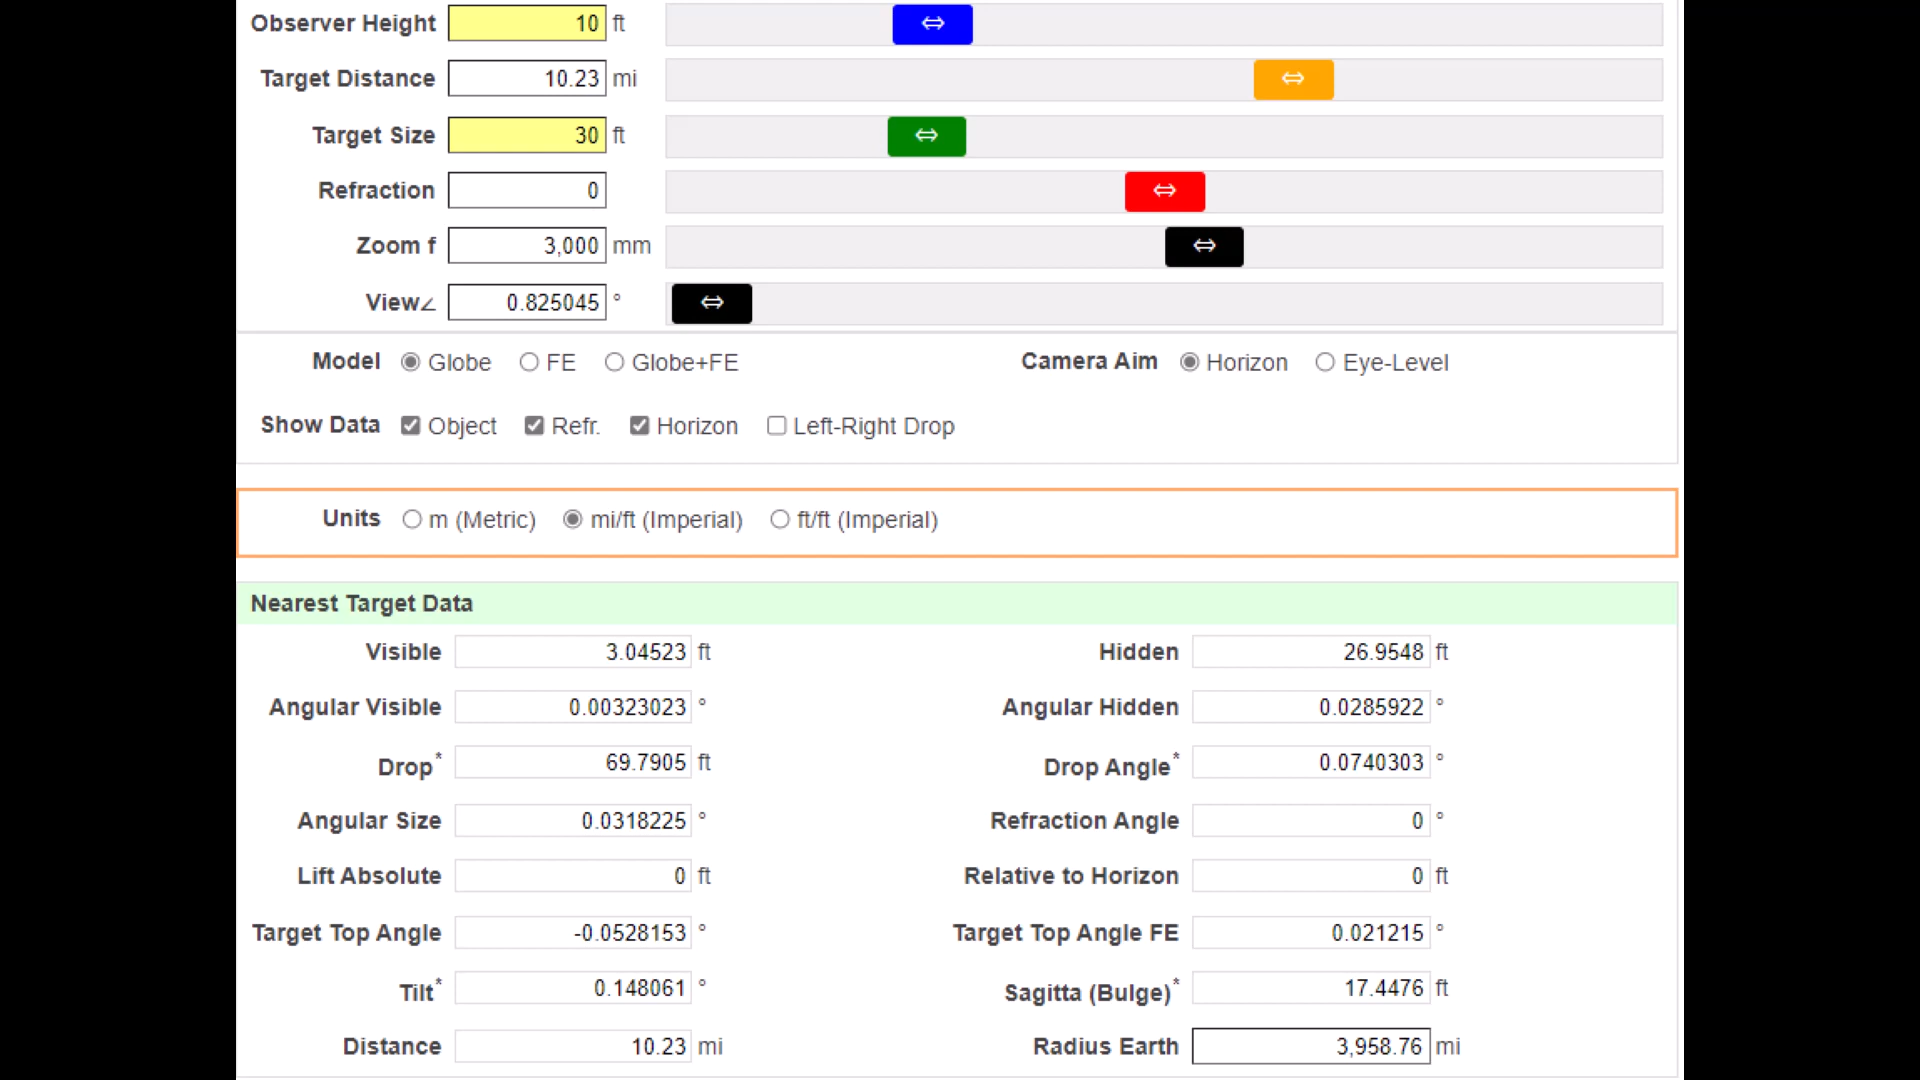 Observer Height 10 ft
Target Distance 10.23 mi
Target Size 30 ft
Refraction 0
Zoom f 3,000 mm
View∠ 0.825045 °
Model Globe FE Globe+FE Camera Aim Horizon Eye-Level
Show Data Object Refr. Horizon Left-Right Drop
Units m (Metric) mi/ft (Imperial) ft/ft (Imperial)
Nearest Target Data
Visible 3.04523 ft Hidden 26.9548 ft
Angular Visible 0.00323023 ° Angular Hidden 0.0285922 °
Drop* 69.7905 ft Drop Angle* 0.0740303 °
Angular Size 0.0318225 ° Refraction Angle 0 °
Lift Absolute 0 ft Relative to Horizon 0 ft
Target Top Angle -0.0528153 ° Target Top Angle FE 0.021215 °
Tilt* 0.148061 ° Sagitta (Bulge)* 17.4476 ft
Distance 10.23 mi Radius Earth 3,958.76 mi